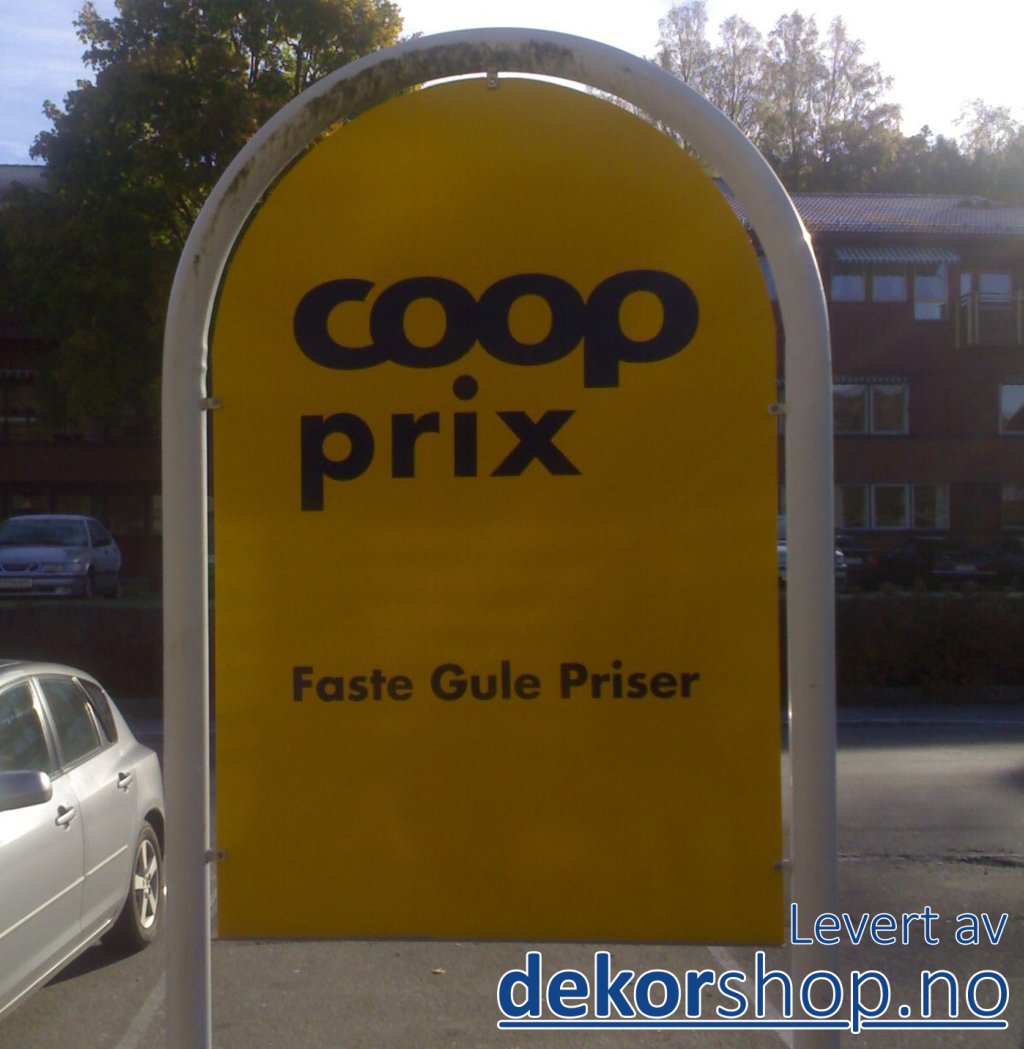 coop
prix
Faste Gule Priser
Levert av
dekorshop.no